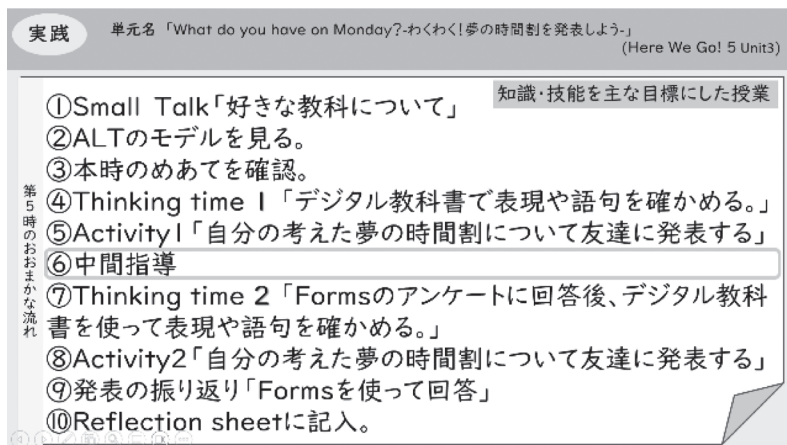 実践
単元名「What do you have on Monday?-わくわく!夢の時間割を発表しよう-」
(Here We Go! 5 Unit3)
知識・技能を主な目標にした授業
第5時のおおまかな流れ
①Small Talk「好きな教科について」
②ALTのモデルを見る。
③本時のめあてを確認。
④Thinking time 1「デジタル教科書で表現や語句を確かめる。」
⑤Activity1「自分の考えた夢の時間割について友達に発表する」
⑥中間指導
⑦Thinking time 2「Formsのアンケートに回答後、デジタル教科
書を使って表現や語句を確かめる。」
⑧Activity2「自分の考えた夢の時間割について友達に発表する」
⑨発表の振り返り「Formsを使って回答」
⑩Reflection sheetに記入。